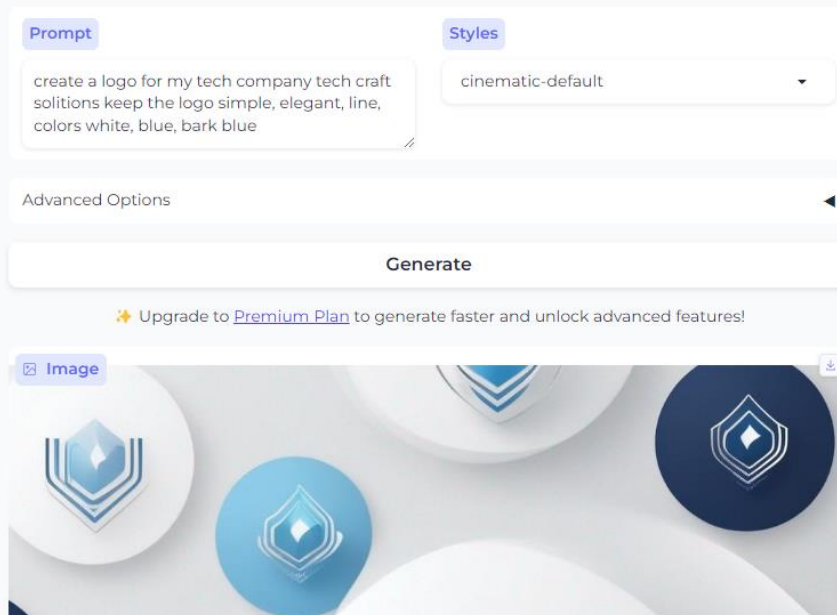 Prompt
Styles
create a logo for my tech company tech craft
solitions keep the logo simple, elegant, line,
colors white, blue, bark blue
cinematic-default
Advanced Options
Generate
✨ Upgrade to Premium Plan to generate faster and unlock advanced features!
Image